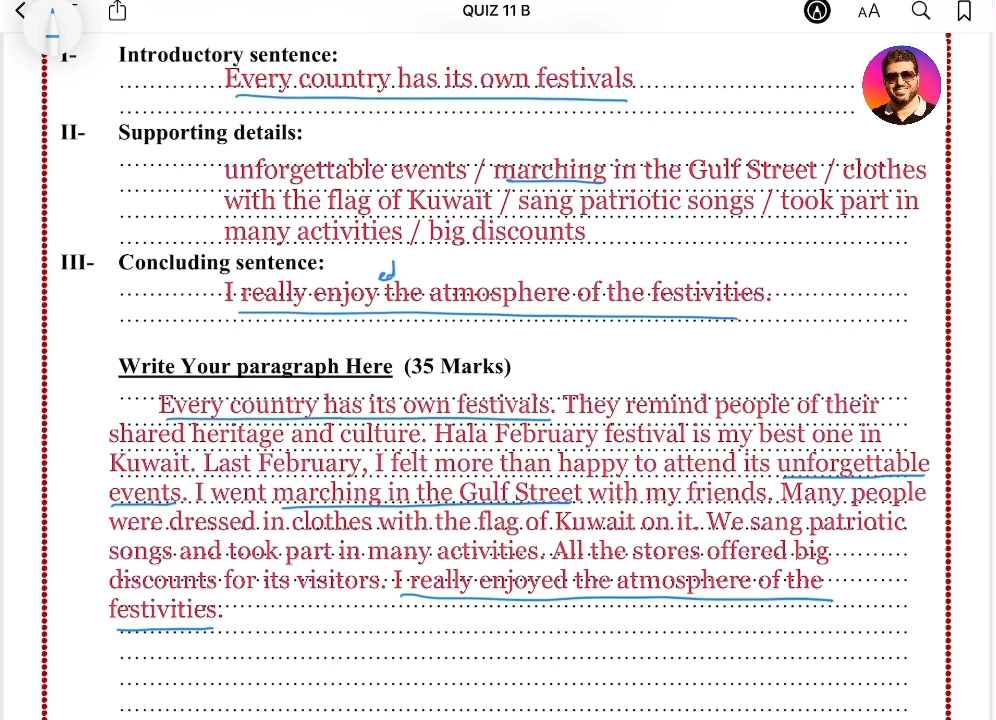 QUIZ 11 B
AA
I- Introductory sentence:
Every country has its own festivals
II- Supporting details:
unforgettable events / marching in the Gulf Street / clothes
with the flag of Kuwait / sang patriotic songs / took part in
many activities / big discounts
III- Concluding sentence:
ed
I really enjoy the atmosphere of the festivities.
Write Your paragraph Here (35 Marks)
Every country has its own festivals. They remind people of their
shared heritage and culture. Hala February festival is my best one in
Kuwait. Last February, I felt more than happy to attend its unforgettable
events. I went marching in the Gulf Street with my friends. Many people
were dressed in clothes with the flag of Kuwait on it. We sang patriotic
songs and took part in many activities. All the stores offered big
discounts for its visitors. I really enjoyed the atmosphere of the
festivities.